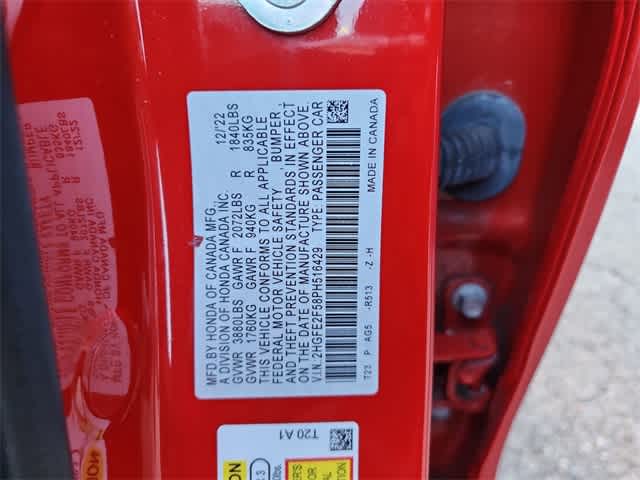 MFD BY HONDA OF CANADA MFG. 12/22
A DIVISION OF HONDA CANADA INC.
GVWR 3880LBS GAWR F 2072LBS R 1840LBS
GVWR 1760KG GAWR F 940KG R 835KG
THIS VEHICLE CONFORMS TO ALL APPLICABLE
FEDERAL MOTOR VEHICLE SAFETY , BUMPER ,
AND THEFT PREVENTION STANDARDS IN EFFECT
ON THE DATE OF MANUFACTURE SHOWN ABOVE.
V.I.N. 2HGFE2F58PH516429 TYPE PASSENGER CAR
T23 P AG5 -R513 -Z -H MADE IN CANADA
T20 A1